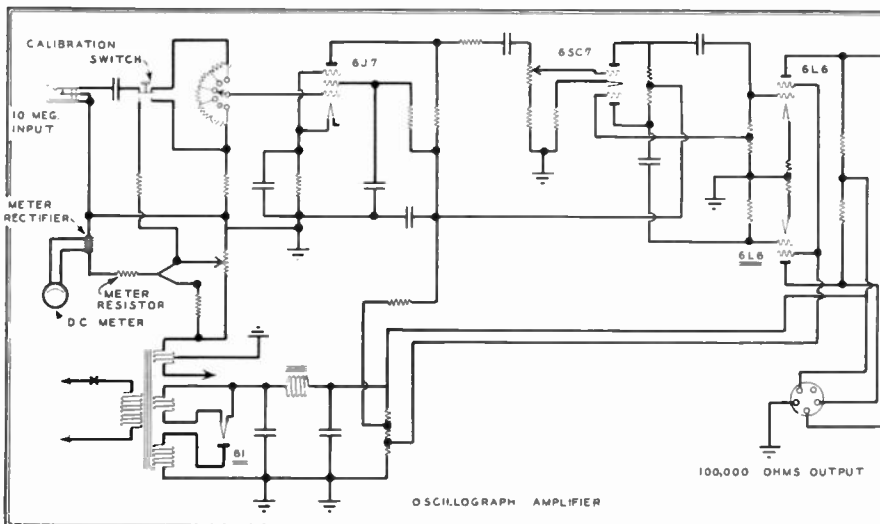 CALIBRATION
SWITCH
6J7
6SC7
6L6
10 MEG.
INPUT
METER
RECTIFIER
METER
RESISTOR
DC METER
6L6
81
100,000 OHMS OUTPUT
OSCILLOGRAPH AMPLIFIER